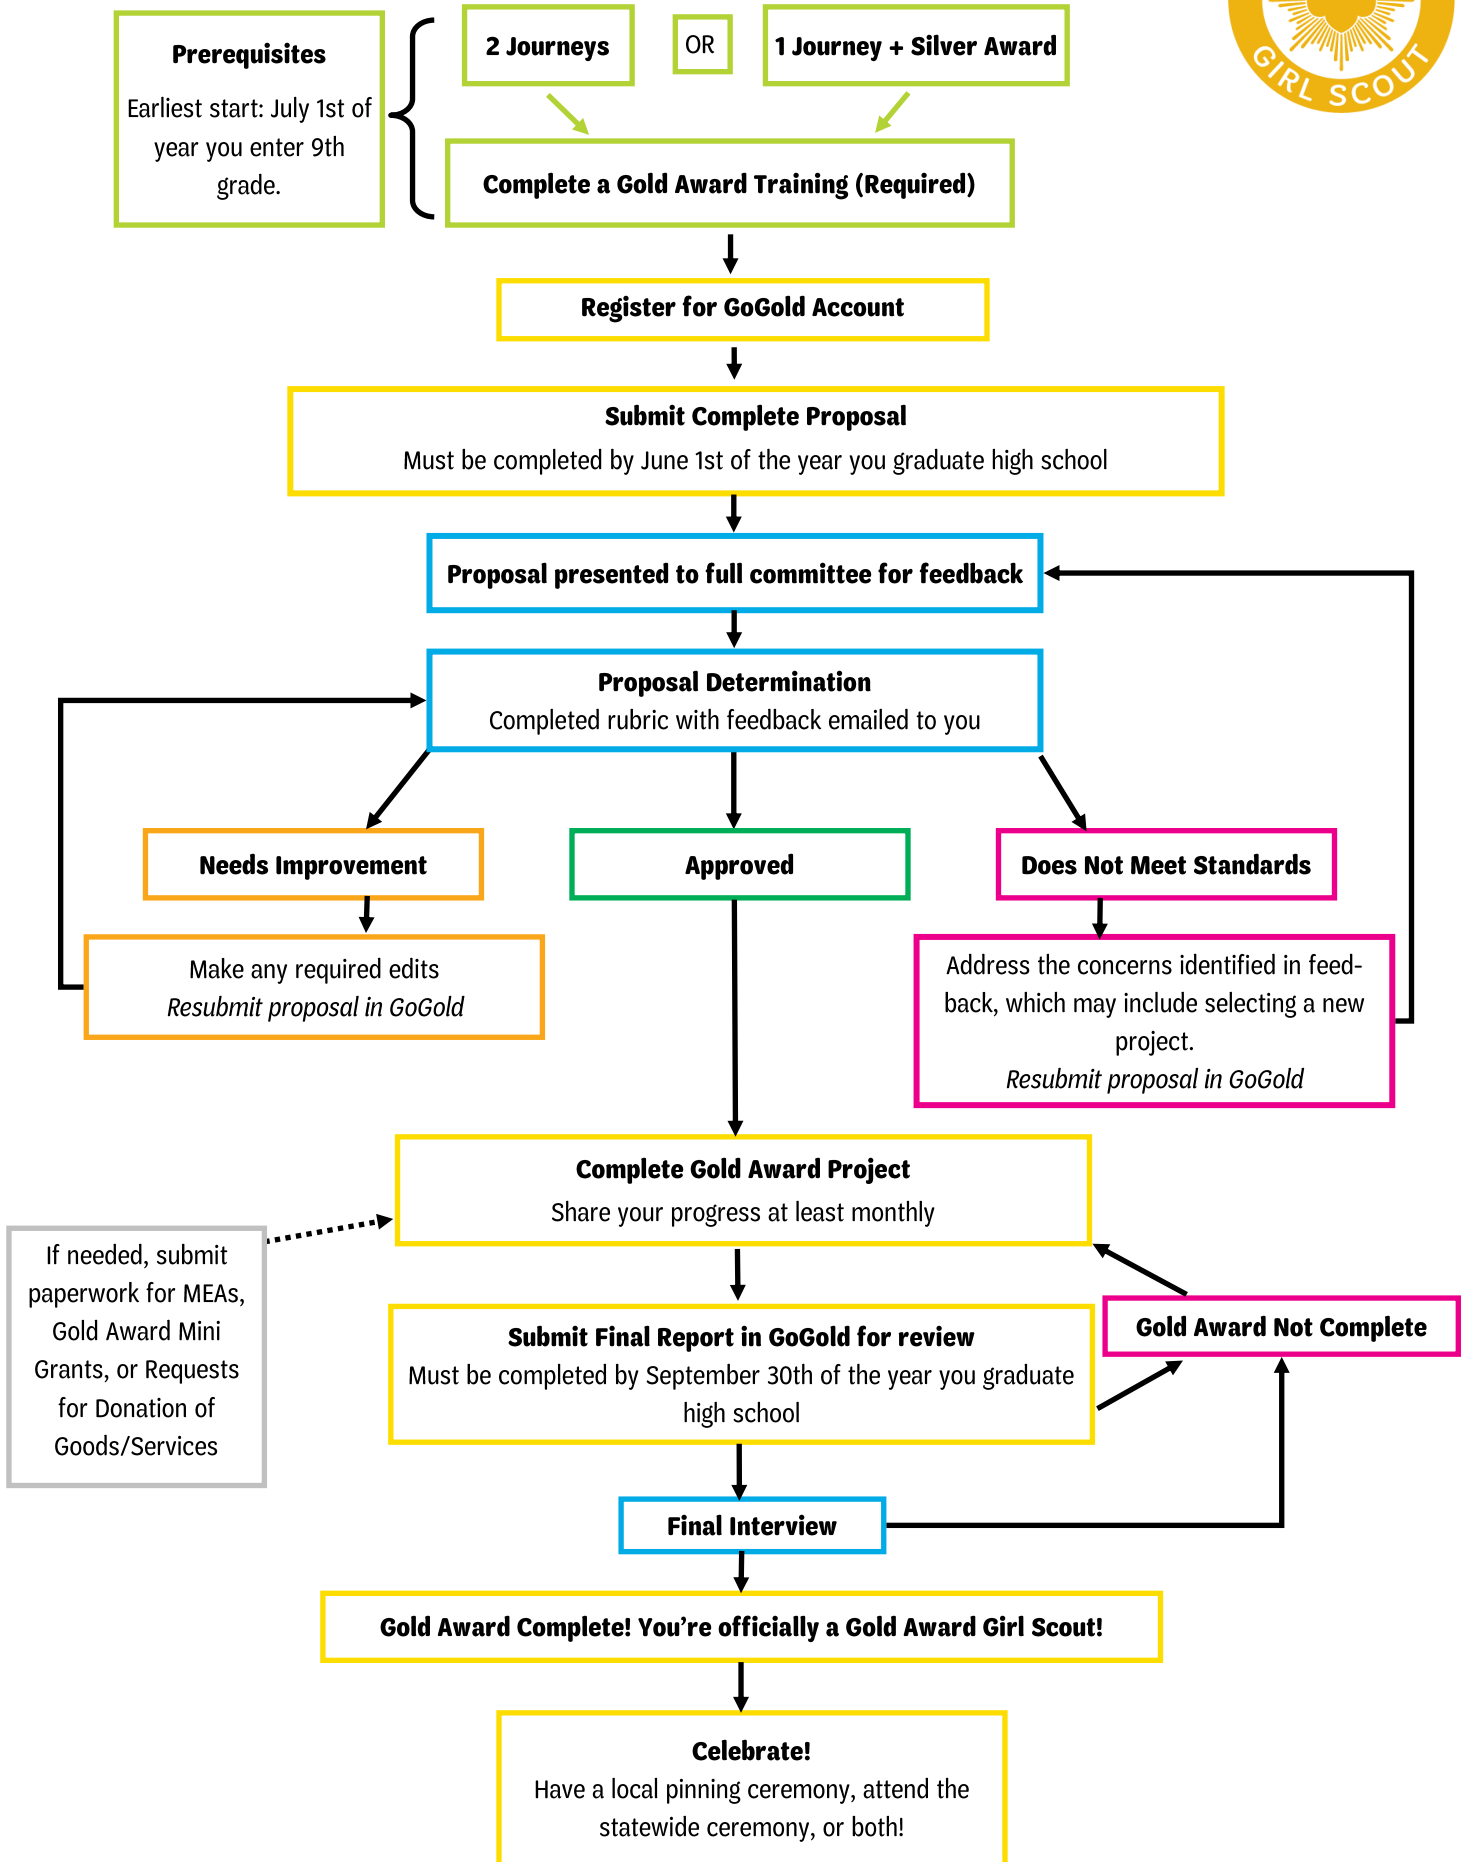 Prerequisites
Earliest start: July 1st of
year you enter 9th
grade.
2 Journeys
OR
1 Journey + Silver Award
GIRL SCOUT
Complete a Gold Award Training (Required)
Register for GoGold Account
Submit Complete Proposal
Must be completed by June 1st of the year you graduate high school
Proposal presented to full committee for feedback
Proposal Determination
Completed rubric with feedback emailed to you
Needs Improvement
Make any required edits
Resubmit proposal in GoGold
Approved
Does Not Meet Standards
Address the concerns identified in feed-
back, which may include selecting a new
project.
Resubmit proposal in GoGold
Complete Gold Award Project
Share your progress at least monthly
If needed, submit
paperwork for MEAs,
Gold Award Mini
Grants, or Requests
for Donation of
Goods/Services
Submit Final Report in GoGold for review
Must be completed by September 30th of the year you graduate
high school
Gold Award Not Complete
Final Interview
Gold Award Complete! You’re officially a Gold Award Girl Scout!
Celebrate!
Have a local pinning ceremony, attend the
statewide ceremony, or both!